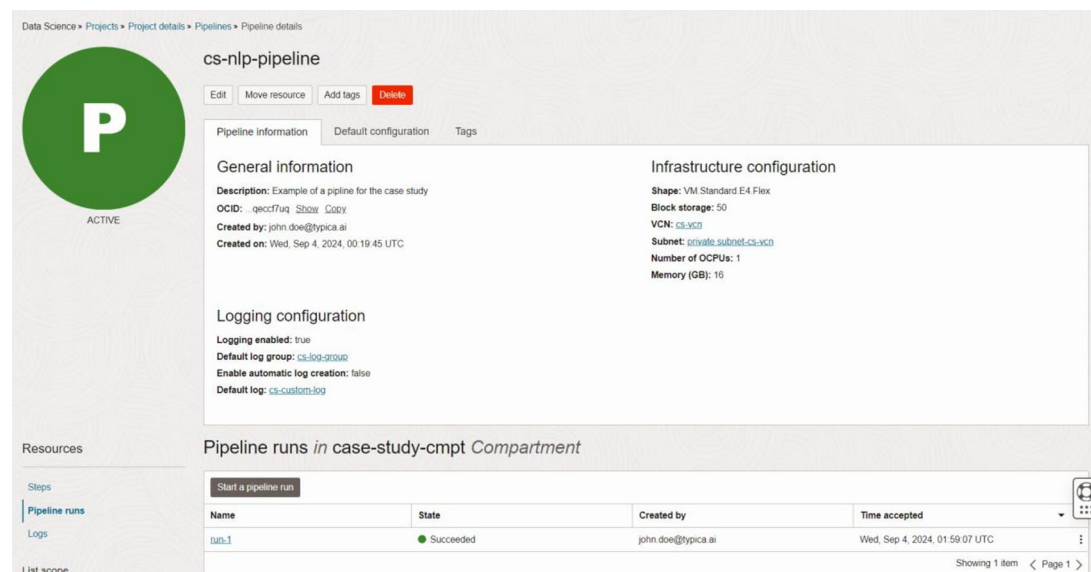 Data Science » Projects » Project details » Pipelines » Pipeline details
P
ACTIVE
cs-nlp-pipeline
Edit Move resource Add tags Delete
Pipeline information Default configuration Tags
General information
Description: Example of a pipline for the case study
OCID: ...qeccf7uq Show Copy
Created by: john.doe@typica.ai
Created on: Wed, Sep 4, 2024, 00:19:45 UTC
Infrastructure configuration
Shape: VM.Standard.E4.Flex
Block storage: 50
VCN: cs-vcn
Subnet: private subnet-cs-vcn
Number of OCPUs: 1
Memory (GB): 16
Logging configuration
Logging enabled: true
Default log group: cs-log-group
Enable automatic log creation: false
Default log: cs-custom-log
Resources
Steps
Pipeline runs
Logs
List scope
Pipeline runs in case-study-cmpt Compartment
Start a pipeline run
Name State Created by Time accepted
run-1 Succeeded john.doe@typica.ai Wed, Sep 4, 2024, 01:59:07 UTC
Showing 1 item < Page 1 >